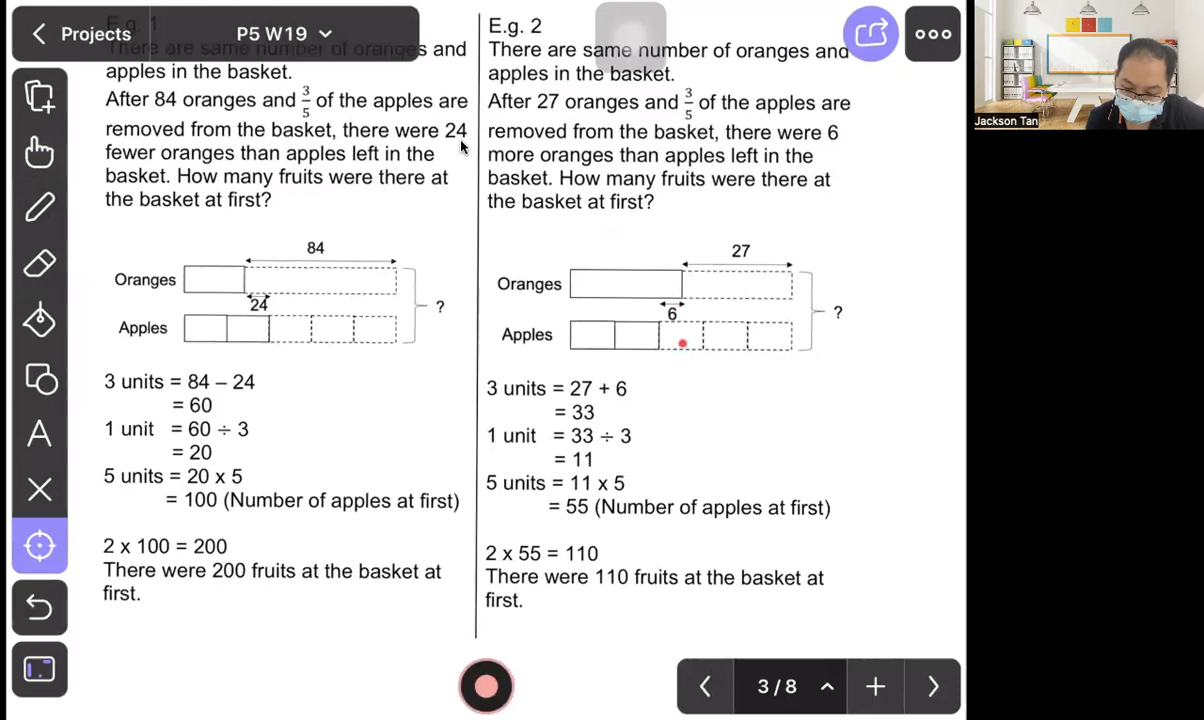 Projects
P5 W19
E.g. 1
There are same number of oranges and
apples in the basket.
After 84 oranges and 3/5 of the apples are
removed from the basket, there were 24
fewer oranges than apples left in the
basket. How many fruits were there at
the basket at first?
84
Oranges
24
?
Apples
3 units = 84 – 24
= 60
1 unit = 60 ÷ 3
= 20
5 units = 20 x 5
= 100 (Number of apples at first)
2 x 100 = 200
There were 200 fruits at the basket at
first.
E.g. 2
There are same number of oranges and
apples in the basket.
After 27 oranges and 3/5 of the apples are
removed from the basket, there were 6
more oranges than apples left in the
basket. How many fruits were there at
the basket at first?
27
Oranges
6
?
Apples
3 units = 27 + 6
= 33
1 unit = 33 ÷ 3
= 11
5 units = 11 x 5
= 55 (Number of apples at first)
2 x 55 = 110
There were 110 fruits at the basket at
first.
3 / 8
Jackson Tan